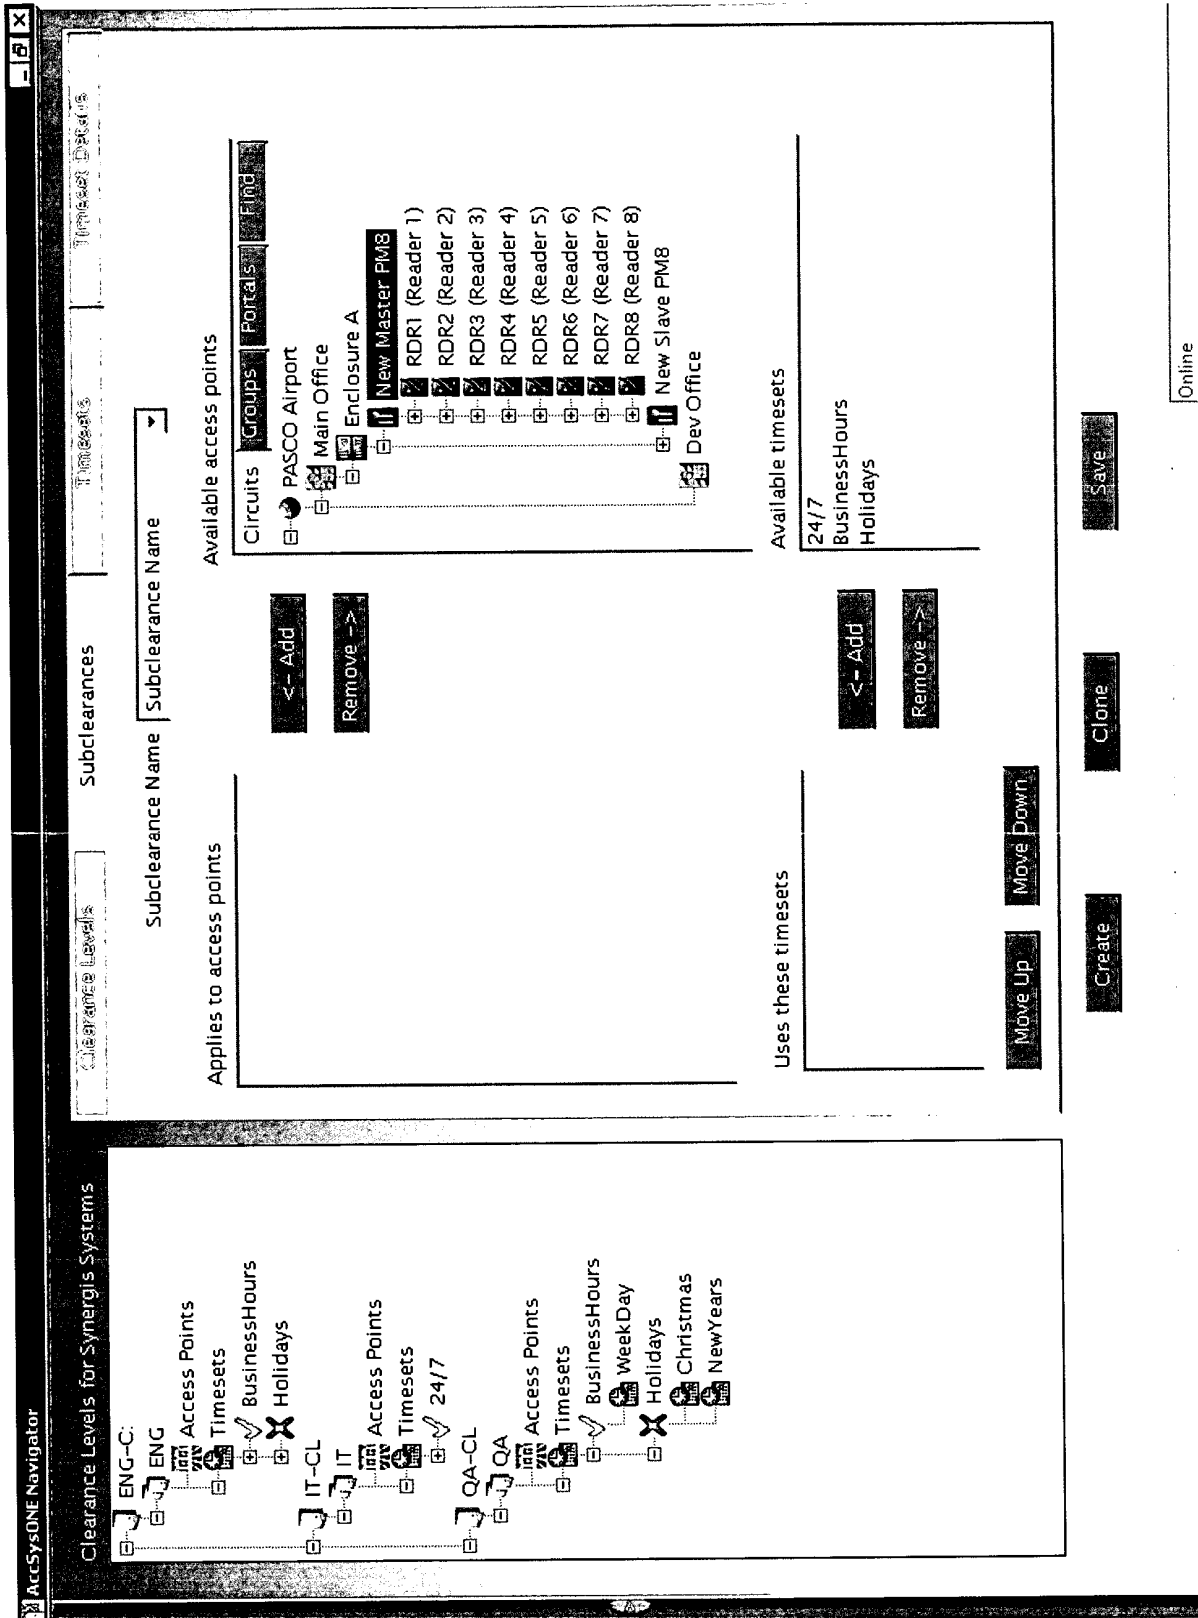 AccSysONE Navigator
Clearance Levels for Synergis Systems
ENG-C:
ENG
Access Points
Timesets
BusinessHours
Holidays
IT-CL
IT
Access Points
Timesets
24/7
QA-CL
QA
Access Points
Timesets
BusinessHours
WeekDay
Holidays
Christmas
NewYears
Clearance Levels
Subclearances
Timesets
Timeset Details
Subclearance Name
Subclearance Name
Applies to access points
<- Add
Remove ->
Available access points
Circuits
Groups
Portals
Find
PASCO Airport
Main Office
Enclosure A
New Master PM8
RDR1 (Reader 1)
RDR2 (Reader 2)
RDR3 (Reader 3)
RDR4 (Reader 4)
RDR5 (Reader 5)
RDR6 (Reader 6)
RDR7 (Reader 7)
RDR8 (Reader 8)
New Slave PM8
Dev Office
Uses these timesets
<- Add
Remove ->
Available timesets
24/7
BusinessHours
Holidays
Move Up
Move Down
Create
Clone
Save
Online